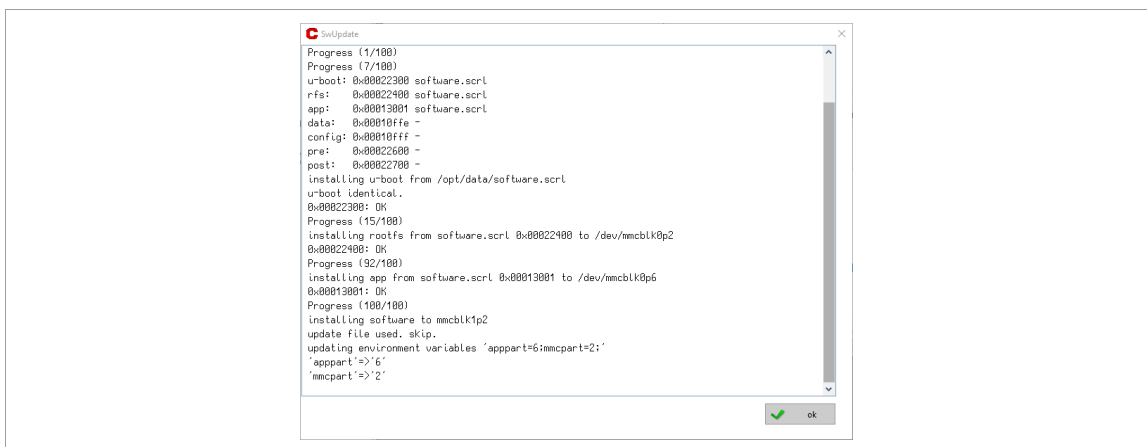 SwUpdate
Progress (1/100)
Progress (7/100)
u-boot: 0x00022300 software.scrl
rfs: 0x00022400 software.scrl
app: 0x00013001 software.scrl
data: 0x00010ffe -
config: 0x00010fff -
pre: 0x00022600 -
post: 0x00022700 -
installing u-boot from /opt/data/software.scrl
u-boot identical.
0x00022300: OK
Progress (15/100)
installing rootfs from software.scrl 0x00022400 to /dev/mmcblk0p2
0x00022400: OK
Progress (92/100)
installing app from software.scrl 0x00013001 to /dev/mmcblk0p6
0x00013001: OK
Progress (100/100)
installing software to mmcblk1p2
update file used. skip.
updating environment variables 'apppart=6;mmcpart=2;'
'apppart'=>'6'
'mmcpart'=>'2'
ok